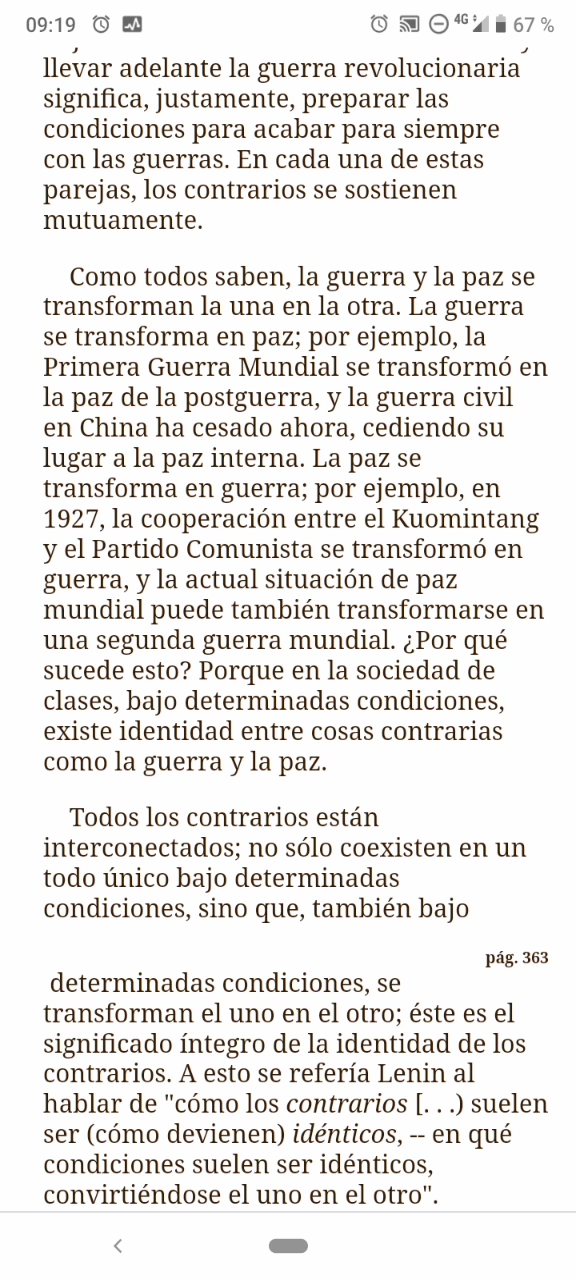 09:19
4G
67 %
llevar adelante la guerra revolucionaria
significa, justamente, preparar las
condiciones para acabar para siempre
con las guerras. En cada una de estas
parejas, los contrarios se sostienen
mutuamente.
Como todos saben, la guerra y la paz se
transforman la una en la otra. La guerra
se transforma en paz; por ejemplo, la
Primera Guerra Mundial se transformó en
la paz de la postguerra, y la guerra civil
en China ha cesado ahora, cediendo su
lugar a la paz interna. La paz se
transforma en guerra; por ejemplo, en
1927, la cooperación entre el Kuomintang
y el Partido Comunista se transformó en
guerra, y la actual situación de paz
mundial puede también transformarse en
una segunda guerra mundial. ¿Por qué
sucede esto? Porque en la sociedad de
clases, bajo determinadas condiciones,
existe identidad entre cosas contrarias
como la guerra y la paz.
Todos los contrarios están
interconectados; no sólo coexisten en un
todo único bajo determinadas
condiciones, sino que, también bajo
pág. 363
determinadas condiciones, se
transforman el uno en el otro; éste es el
significado íntegro de la identidad de los
contrarios. A esto se refería Lenin al
hablar de "cómo los contrarios [. . .) suelen
ser (cómo devienen) idénticos, -- en qué
condiciones suelen ser idénticos,
convirtiéndose el uno en el otro".